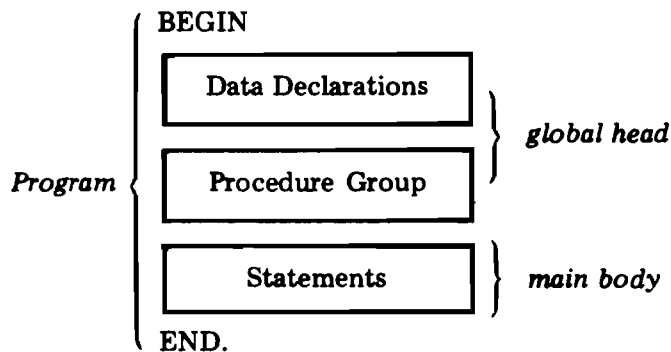 BEGIN
Data Declarations
global head
Program
Procedure Group
Statements
main body
END.